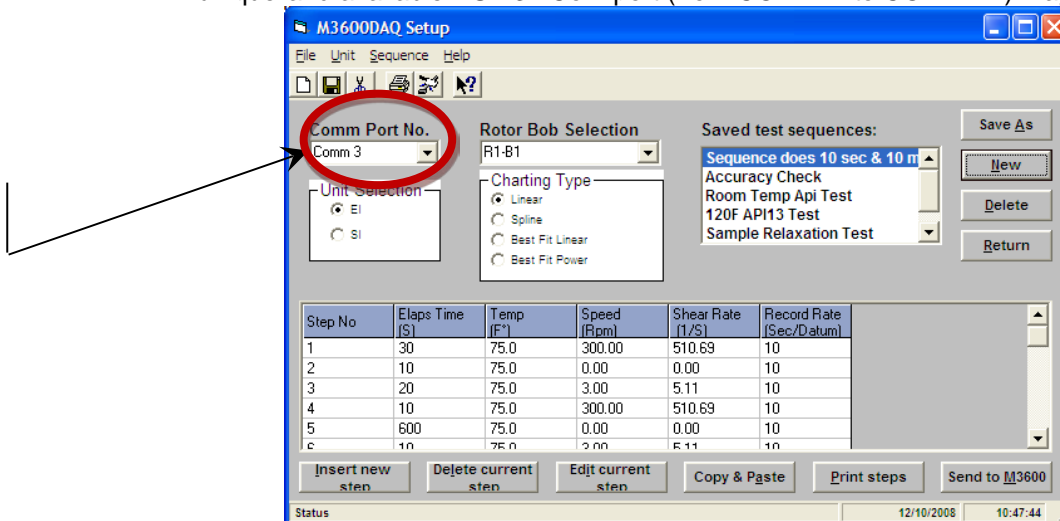 M3600DAQ Setup
File Unit Sequence Help
Comm Port No. Rotor Bob Selection Saved test sequences: Save As
Comm 3 R1-B1 Sequence does 10 sec & 10 m New
Unit Selection Charting Type Accuracy Check
EI Linear Room Temp Api Test Delete
SI Spline 120F API13 Test
Best Fit Linear Sample Relaxation Test Return
Best Fit Power
Step No Elaps Time (S) Temp (F°) Speed (Rpm) Shear Rate (1/S) Record Rate (Sec/Datum)
1 30 75.0 300.00 510.69 10
2 10 75.0 0.00 0.00 10
3 20 75.0 3.00 5.11 10
4 10 75.0 300.00 510.69 10
5 600 75.0 0.00 0.00 10
Insert new step Delete current step Edit current step Copy & Paste Print steps Send to M3600
Status 12/10/2008 10:47:44